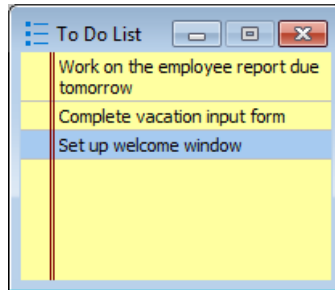 To Do List
Work on the employee report due
tomorrow
Complete vacation input form
Set up welcome window